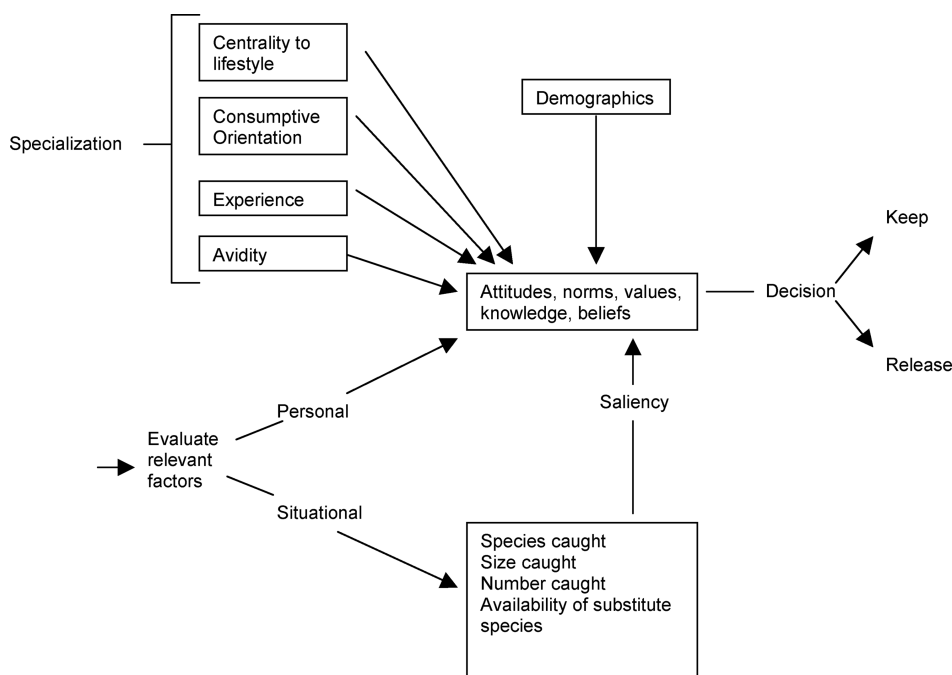 Centrality to
lifestyle
Demographics
Consumptive
Orientation
Specialization
Experience
Keep
Avidity
Attitudes, norms, values,
knowledge, beliefs
Decision
Release
Saliency
Personal
Evaluate
relevant
factors
Situational
Species caught
Size caught
Number caught
Availability of substitute
species